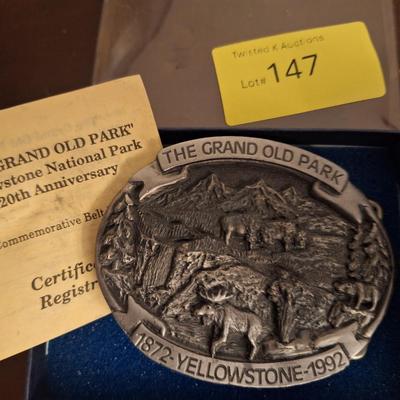 Twisted K Auctions
Lot# 147
GRAND OLD PARK"
wstone National Park
20th Anniversary
Commemorative Belt
Certific
Registr
THE GRAND OLD PARK
1872-YELLOWSTONE-1992